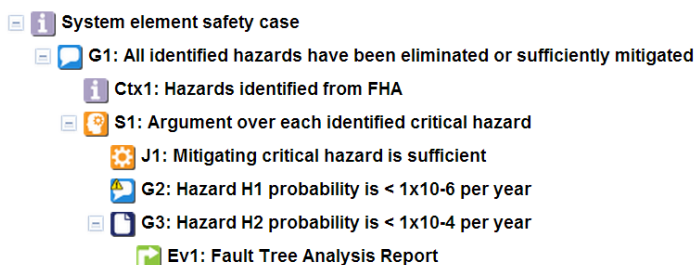 System element safety case
G1: All identified hazards have been eliminated or sufficiently mitigated
Ctx1: Hazards identified from FHA
S1: Argument over each identified critical hazard
J1: Mitigating critical hazard is sufficient
G2: Hazard H1 probability is < 1x10-6 per year
G3: Hazard H2 probability is < 1x10-4 per year
Ev1: Fault Tree Analysis Report